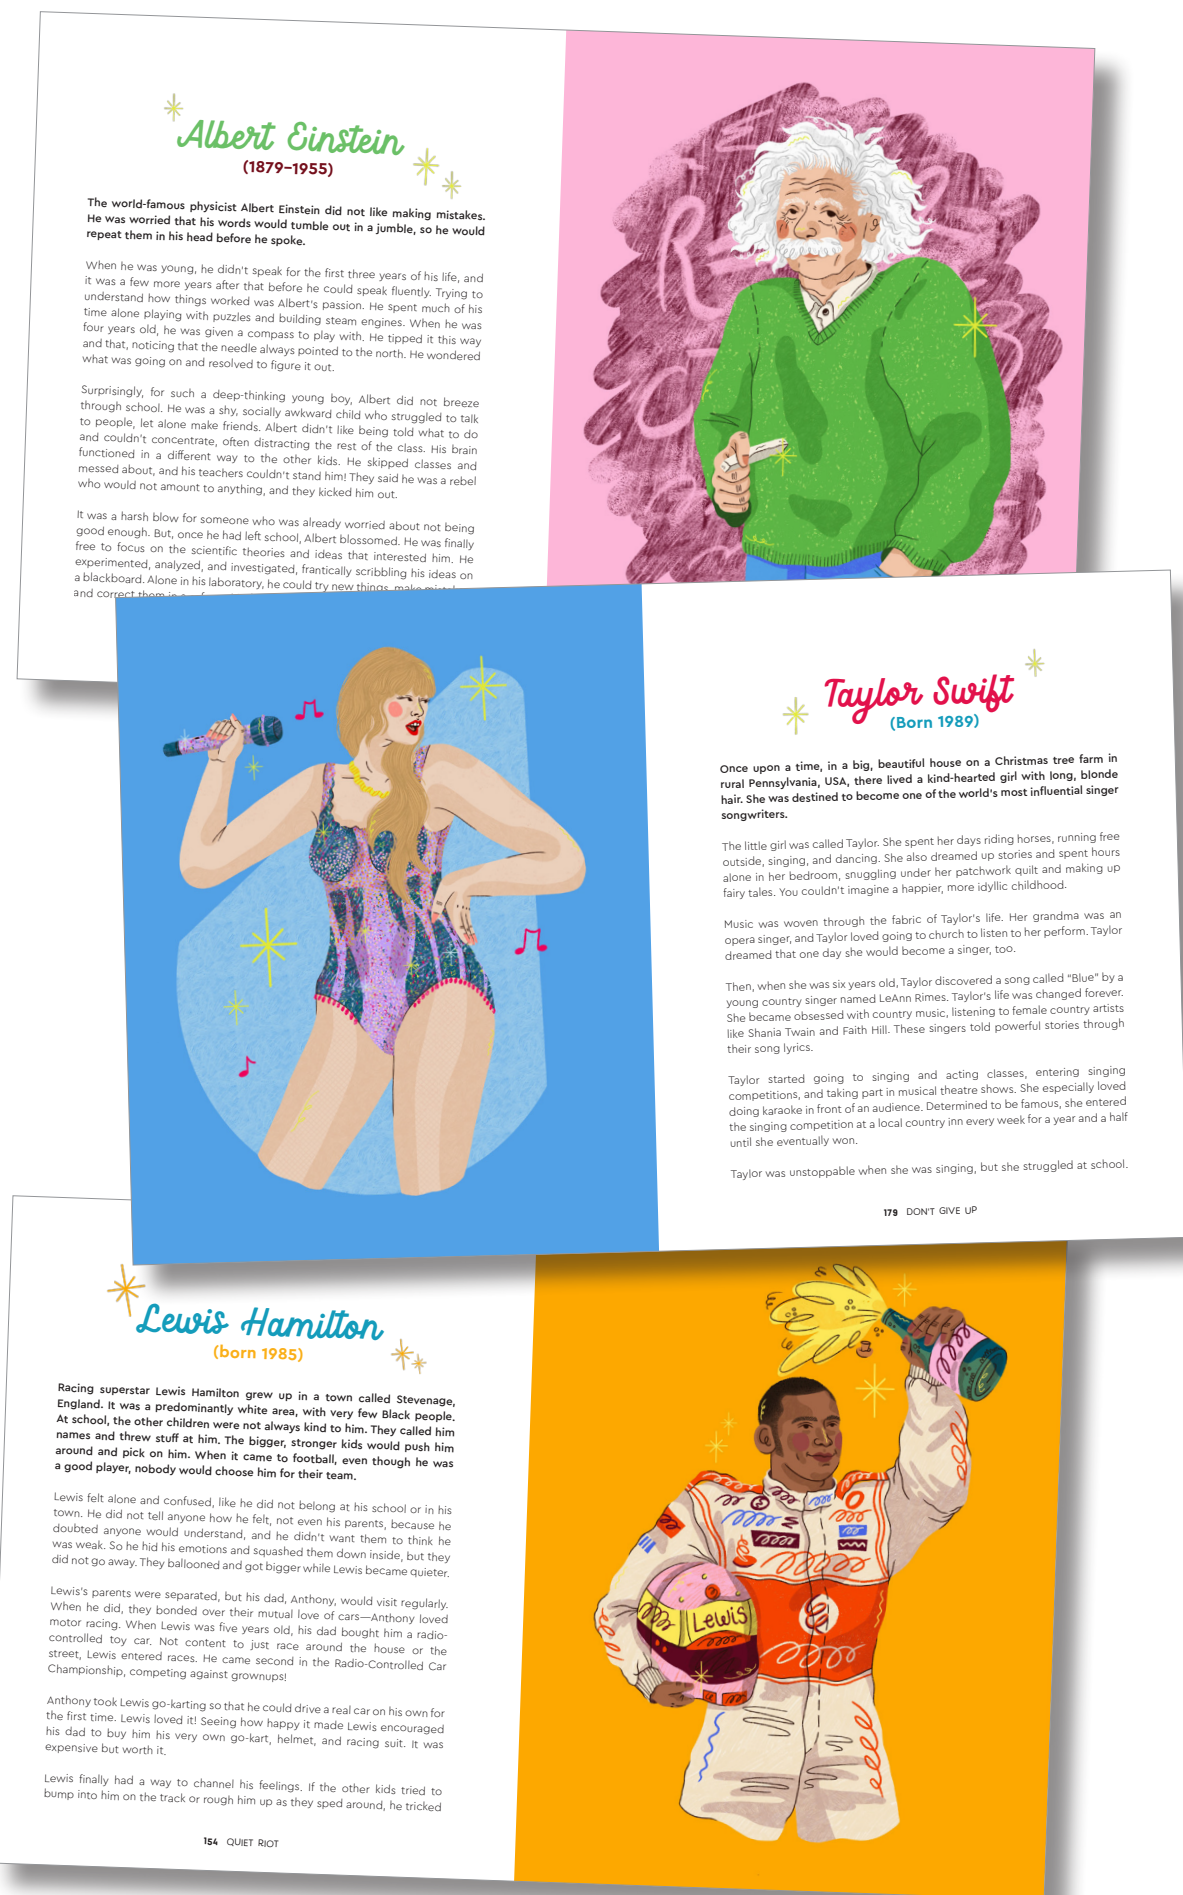 Albert Einstein
(1879–1955)
The world-famous physicist Albert Einstein did not like making mistakes.
He was worried that his words would tumble out in a jumble, so he would
repeat them in his head before he spoke.
When he was young, he didn't speak for the first three years of his life, and
it was a few more years after that before he could speak fluently. Trying to
understand how things worked was Albert's passion. He spent much of his
time alone playing with puzzles and building steam engines. When he was
four years old, he was given a compass to play with. He tipped it this way
and that, noticing that the needle always pointed to the north. He wondered
what was going on and resolved to figure it out.
Surprisingly, for such a deep-thinking young boy, Albert did not breeze
through school. He was a shy, socially awkward child who struggled to talk
to people, let alone make friends. Albert didn't like being told what to do
and couldn't concentrate, often distracting the rest of the class. His brain
functioned in a different way to the other kids. He skipped classes and
messed about, and his teachers couldn't stand him! They said he was a rebel
who would not amount to anything, and they kicked him out.
It was a harsh blow for someone who was already worried about not being
good enough. But, once he had left school, Albert blossomed. He was finally
free to focus on the scientific theories and ideas that interested him. He
experimented, analyzed, and investigated, frantically scribbling his ideas on
a blackboard. Alone in his laboratory, he could try new things, make
and correct them in
Taylor Swift
(Born 1989)
Once upon a time, in a big, beautiful house on a Christmas tree farm in
rural Pennsylvania, USA, there lived a kind-hearted girl with long, blonde
hair. She was destined to become one of the world's most influential singer
songwriters.
The little girl was called Taylor. She spent her days riding horses, running free
outside, singing, and dancing. She also dreamed up stories and spent hours
alone in her bedroom, snuggling under her patchwork quilt and making up
fairy tales. You couldn't imagine a happier, more idyllic childhood.
Music was woven through the fabric of Taylor's life. Her grandma was an
opera singer, and Taylor loved going to church to listen to her perform. Taylor
dreamed that one day she would become a singer, too.
Then, when she was six years old, Taylor discovered a song called "Blue" by a
young country singer named LeAnn Rimes. Taylor's life was changed forever.
She became obsessed with country music, listening to female country artists
like Shania Twain and Faith Hill. These singers told powerful stories through
their song lyrics.
Taylor started going to singing and acting classes, entering singing
competitions, and taking part in musical theatre shows. She especially loved
doing karaoke in front of an audience. Determined to be famous, she entered
the singing competition at a local country inn every week for a year and a half
until she eventually won.
Taylor was unstoppable when she was singing, but she struggled at school.
179 DON'T GIVE UP
Lewis Hamilton
(born 1985)
Racing superstar Lewis Hamilton grew up in a town called Stevenage,
England. It was a predominantly white area, with very few Black people.
At school, the other children were not always kind to him. They called him
names and threw stuff at him. The bigger, stronger kids would push him
around and pick on him. When it came to football, even though he was
a good player, nobody would choose him for their team.
Lewis felt alone and confused, like he did not belong at his school or in his
town. He did not tell anyone how he felt, not even his parents, because he
doubted anyone would understand, and he didn't want them to think he
was weak. So he hid his emotions and squashed them down inside, but they
did not go away. They ballooned and got bigger while Lewis became quieter.
Lewis's parents were separated, but his dad, Anthony, would visit regularly.
When he did, they bonded over their mutual love of cars—Anthony loved
motor racing. When Lewis was five years old, his dad bought him a radio-
controlled toy car. Not content to just race around the house or the
street, Lewis entered races. He came second in the Radio-Controlled Car
Championship, competing against grownups!
Anthony took Lewis go-karting so that he could drive a real car on his own for
the first time. Lewis loved it! Seeing how happy it made Lewis encouraged
his dad to buy him his very own go-kart, helmet, and racing suit. It was
expensive but worth it.
Lewis finally had a way to channel his feelings. If the other kids tried to
bump into him on the track or rough him up as they sped around, he tricked
154 QUIET RIOT
Lewis